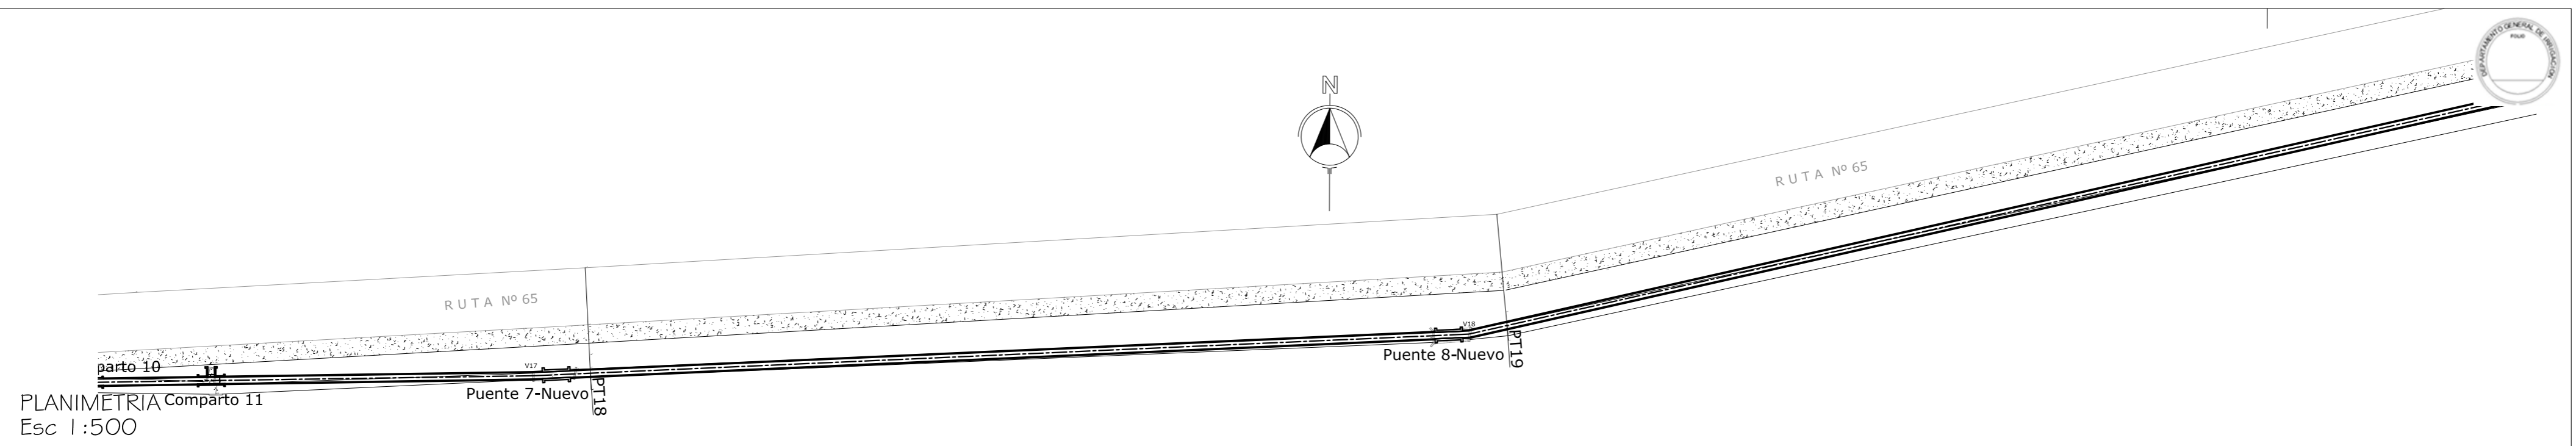 DEPARTAMENTO GENERAL DE IRRIGACION
FOLIO
N
RUTA Nº 65
RUTA Nº 65
V18
Puente 8-Nuevo
PT19
parto 10
V17
Comparto 11
Puente 7-Nuevo
PT18
PLANIMETRIA
Esc 1:500